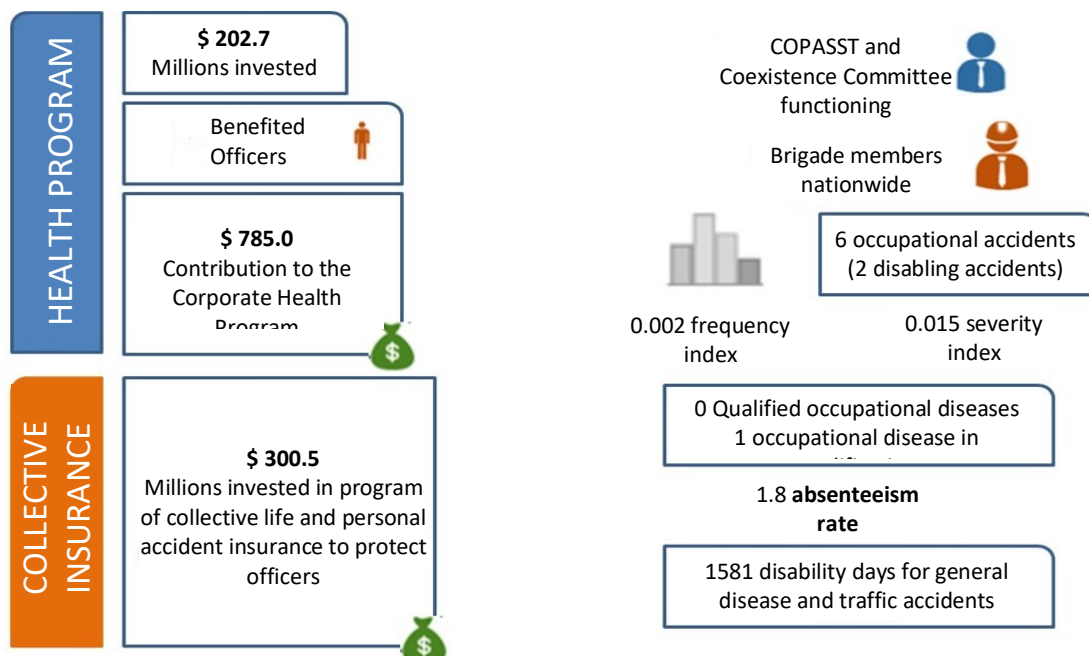 HEALTH PROGRAM
$ 202.7
Millions invested
Benefited
Officers
$ 785.0
Contribution to the
Corporate Health
Program
$
COLLECTIVE
INSURANCE
$ 300.5
Millions invested in program
of collective life and personal
accident insurance to protect
officers
$
COPASST and
Coexistence Committee
functioning
Brigade members
nationwide
6 occupational accidents
(2 disabling accidents)
0.002 frequency
index
0.015 severity
index
0 Qualified occupational diseases
1 occupational disease in
1.8 absenteeism
rate
1581 disability days for general
disease and traffic accidents